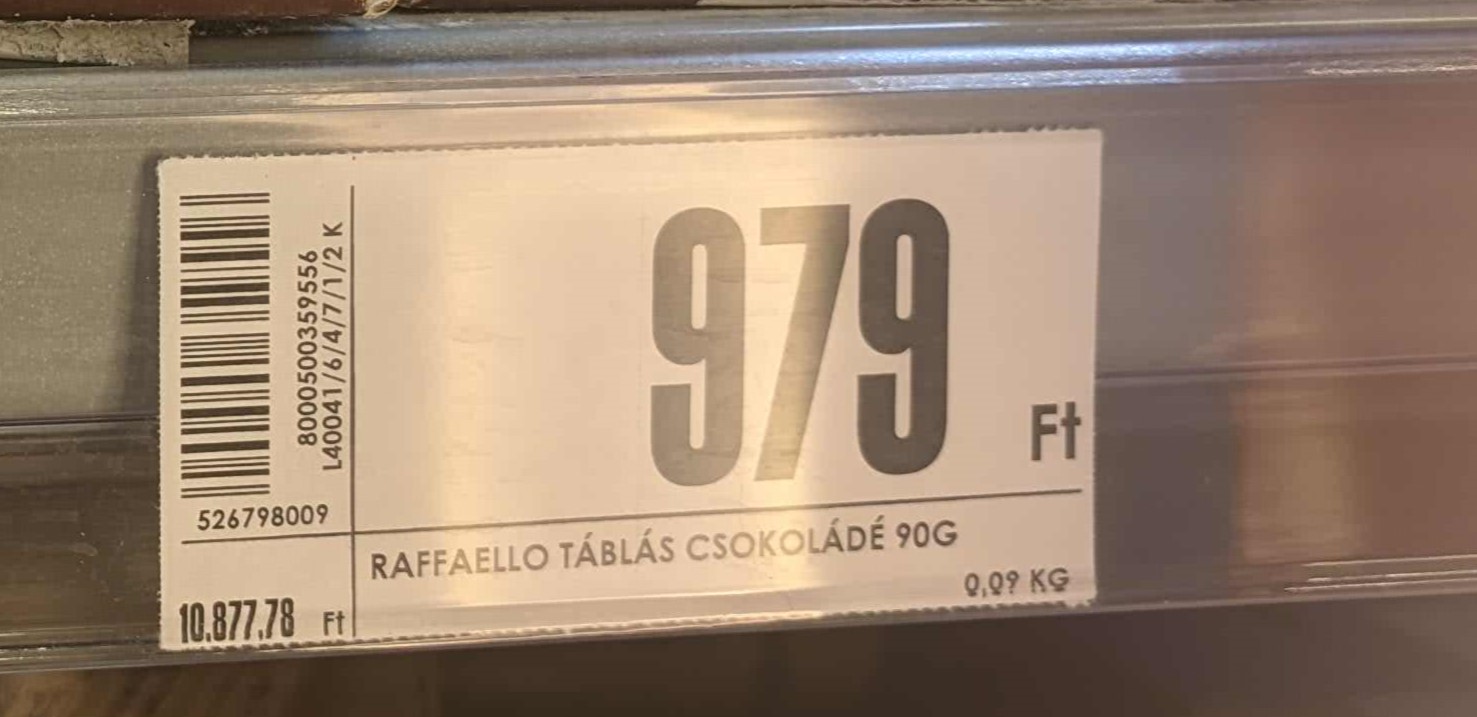 979 Ft
8000500359556
L40041/6/4/7/1/2 K
526798009
RAFFAELLO TÁBLÁS CSOKOLÁDÉ 90G
0,09 KG
10.877,78 Ft